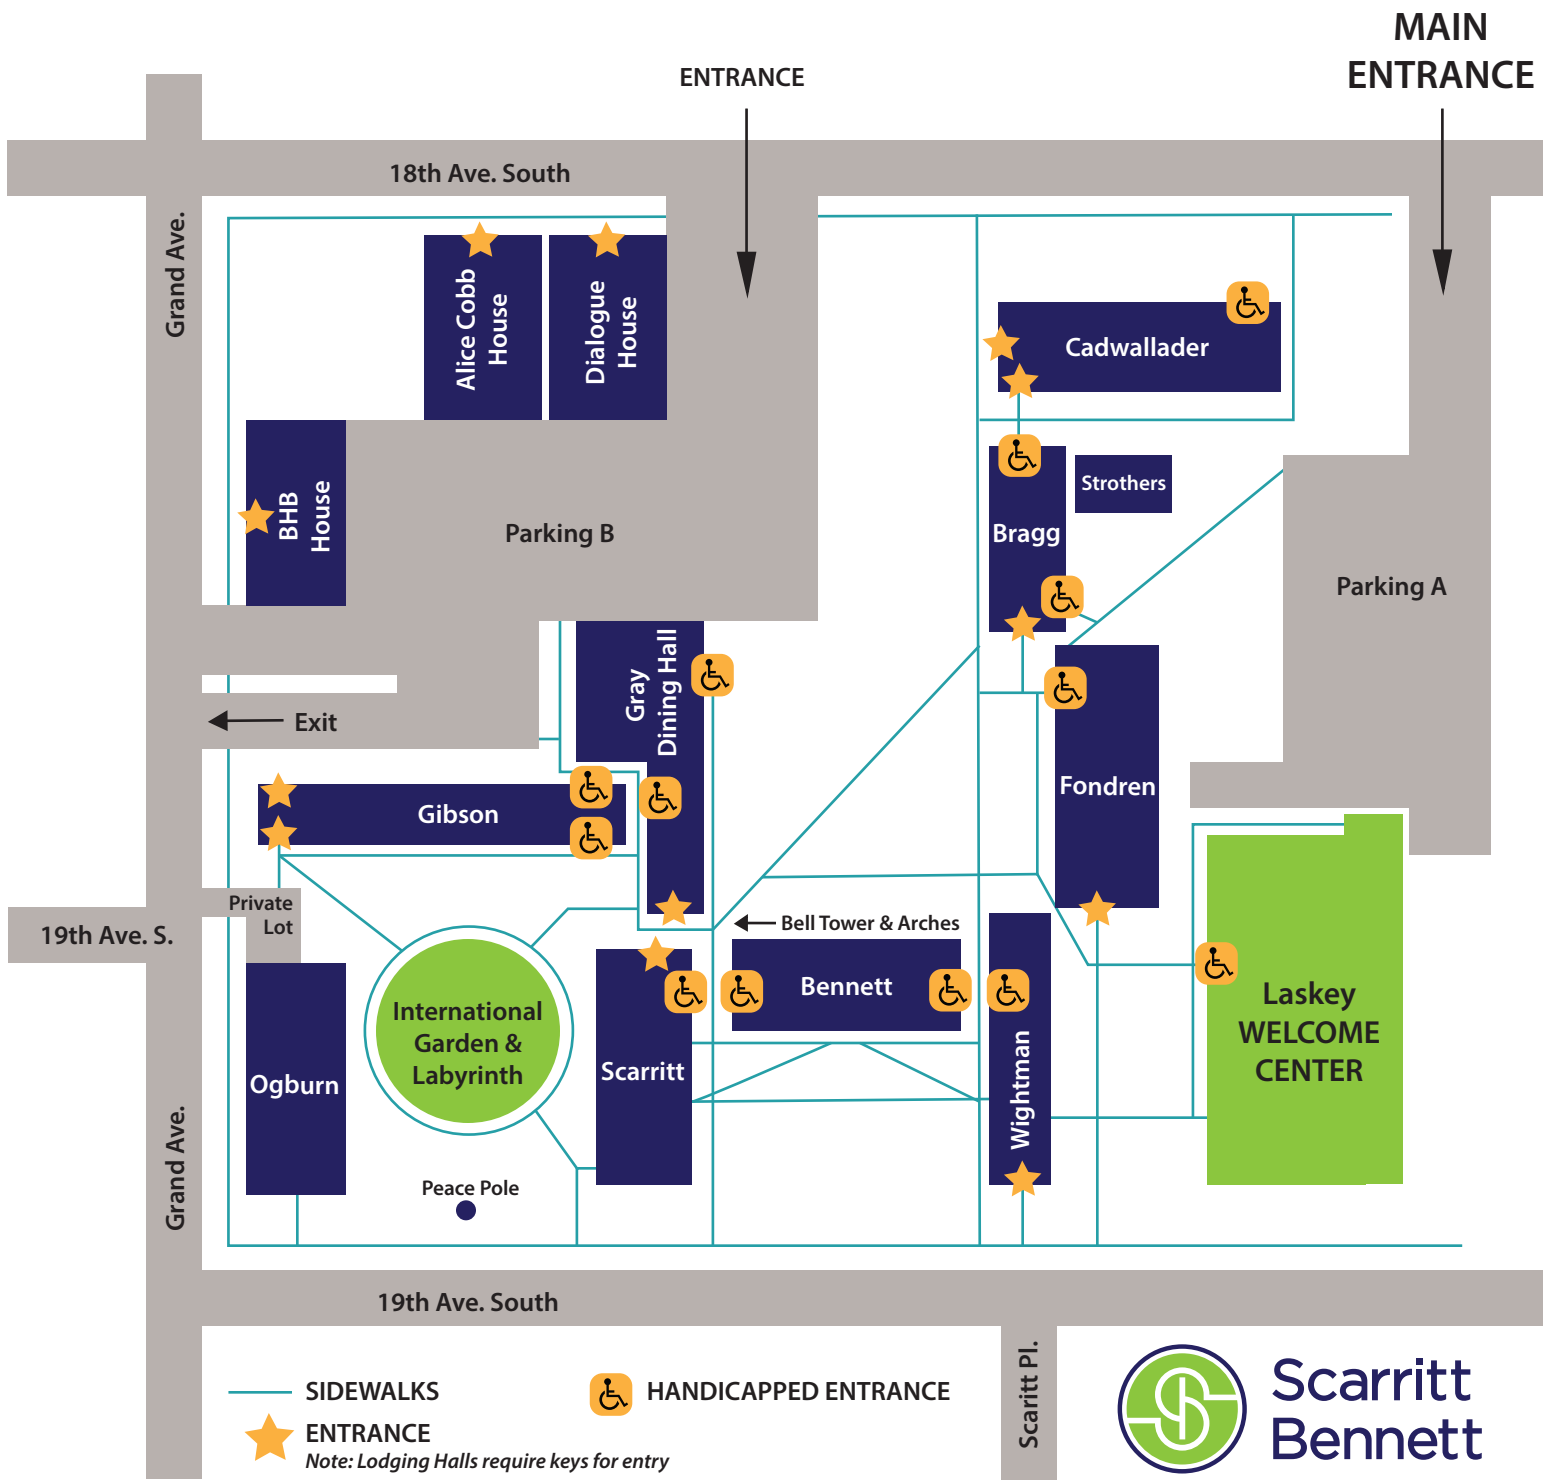 MAIN
ENTRANCE
ENTRANCE
18th Ave. South
Grand Ave.
Alice Cobb
House
Dialogue
House
Cadwallader
BHB
House
Parking B
Strothers
Bragg
Parking A
Gray
Dining Hall
Exit
Gibson
Fondren
Private
Lot
19th Ave. S.
Bell Tower & Arches
Bennett
International
Garden &
Labyrinth
Laskey
WELCOME
CENTER
Ogburn
Scarritt
Wightman
Grand Ave.
Peace Pole
19th Ave. South
Scaritt Pl.
SIDEWALKS
HANDICAPPED ENTRANCE
ENTRANCE
Note: Lodging Halls require keys for entry
Scarritt
Bennett